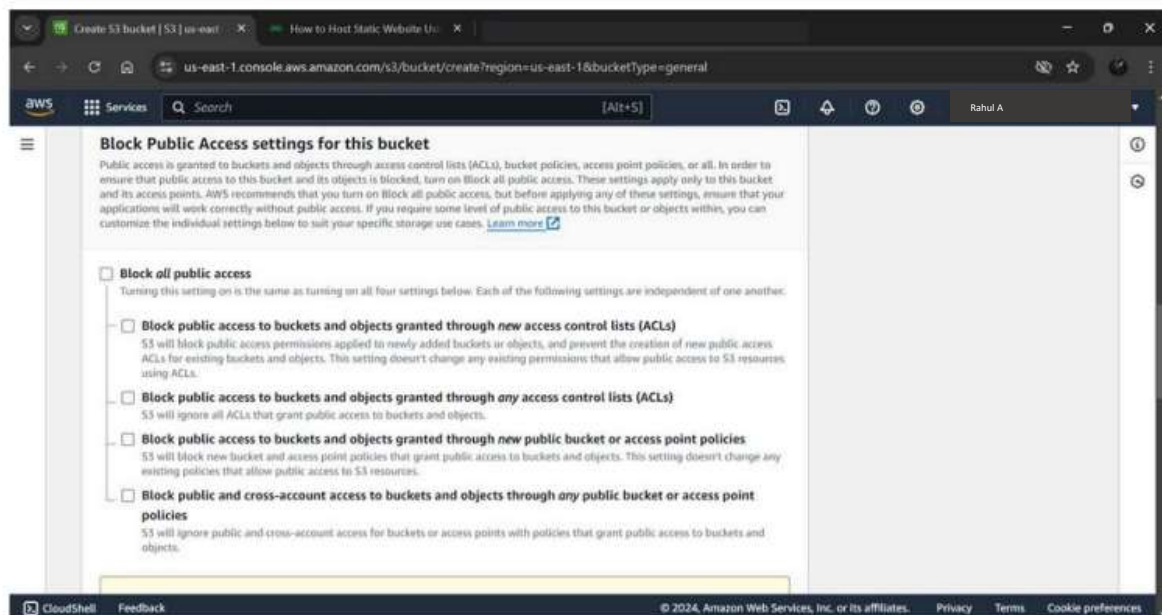 Create S3 bucket | S3 | us-east
How to Host Static Website Us
us-east-1.console.aws.amazon.com/s3/bucket/create?region=us-east-1&bucketType=general
aws Services Search [Alt+S] Rahul A
Block Public Access settings for this bucket
Public access is granted to buckets and objects through access control lists (ACLs), bucket policies, access point policies, or all. In order to
ensure that public access to this bucket and its objects is blocked, turn on Block all public access. These settings apply only to this bucket
and its access points. AWS recommends that you turn on Block all public access, but before applying any of these settings, ensure that your
applications will work correctly without public access. If you require some level of public access to this bucket or objects within, you can
customize the individual settings below to suit your specific storage use cases. Learn more
Block all public access
Turning this setting on is the same as turning on all four settings below. Each of the following settings are independent of one another.
Block public access to buckets and objects granted through new access control lists (ACLs)
S3 will block public access permissions applied to newly added buckets or objects, and prevent the creation of new public access
ACLs for existing buckets and objects. This setting doesn't change any existing permissions that allow public access to S3 resources
using ACLs.
Block public access to buckets and objects granted through any access control lists (ACLs)
S3 will ignore all ACLs that grant public access to buckets and objects.
Block public access to buckets and objects granted through new public bucket or access point policies
S3 will block new bucket and access point policies that grant public access to buckets and objects. This setting doesn't change any
existing policies that allow public access to S3 resources.
Block public and cross-account access to buckets and objects through any public bucket or access point
policies
S3 will ignore public and cross-account access for buckets or access points with policies that grant public access to buckets and
objects.
CloudShell Feedback © 2024, Amazon Web Services, Inc. or its affiliates. Privacy Terms Cookie preferences